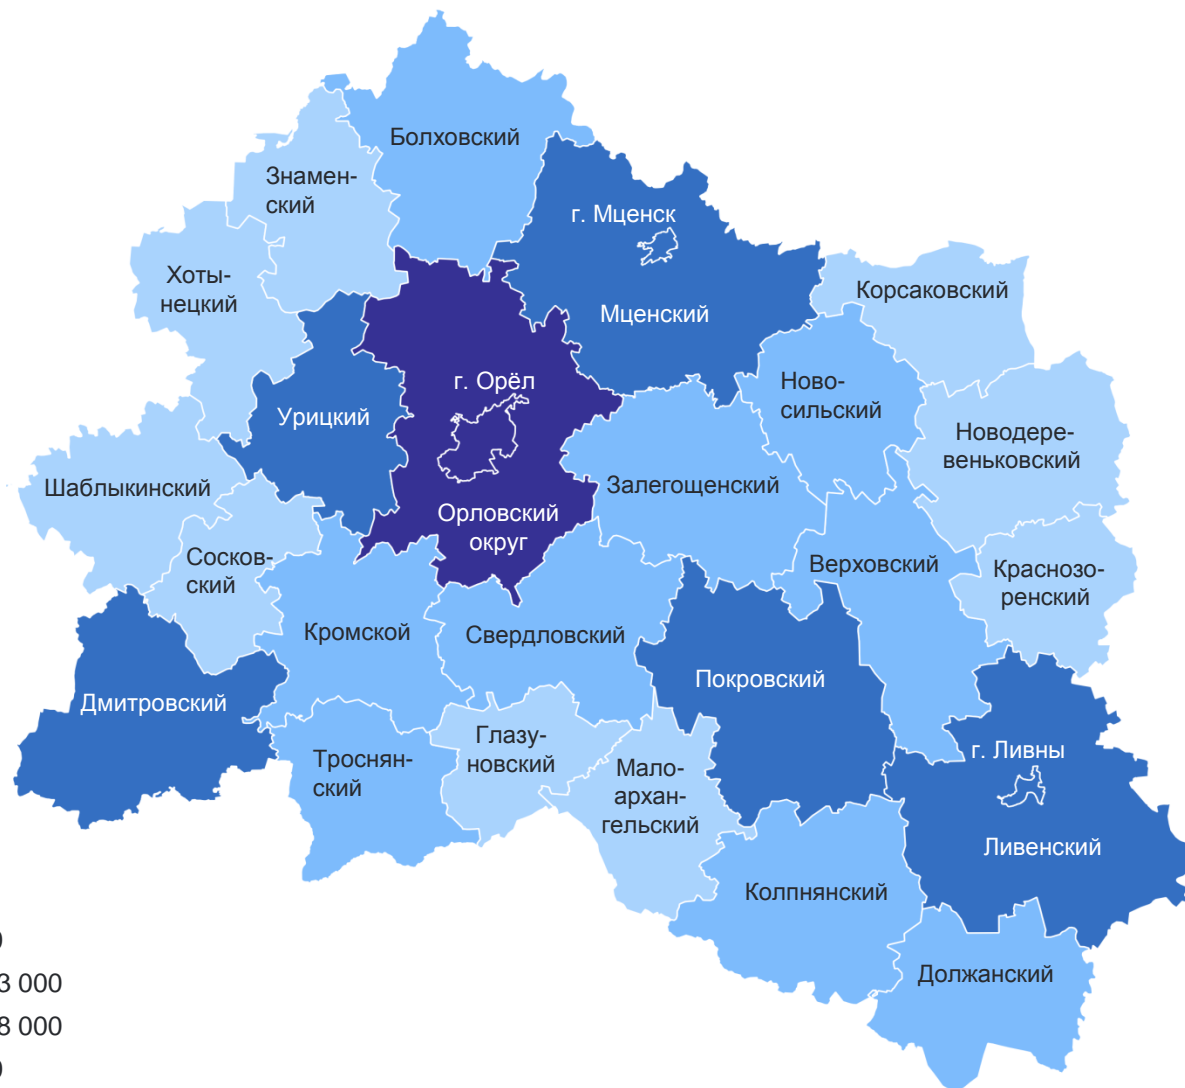 Болховский
Знамен-
ский
г. Мценск
Хоты-
нецкий
Корсаковский
Мценский
г. Орёл
Ново-
сильский
Урицкий
Новодере-
веньковский
Шаблыкинский
Залегощенский
Орловский
округ
Сосков-
ский
Верховский
Краснозо-
ренский
Кромской
Свердловский
Покровский
Дмитровский
Глазу-
новский
г. Ливны
Троснян-
ский
Мало-
архан-
гельский
Ливенский
Колпнянский
Должанский
3 000
8 000